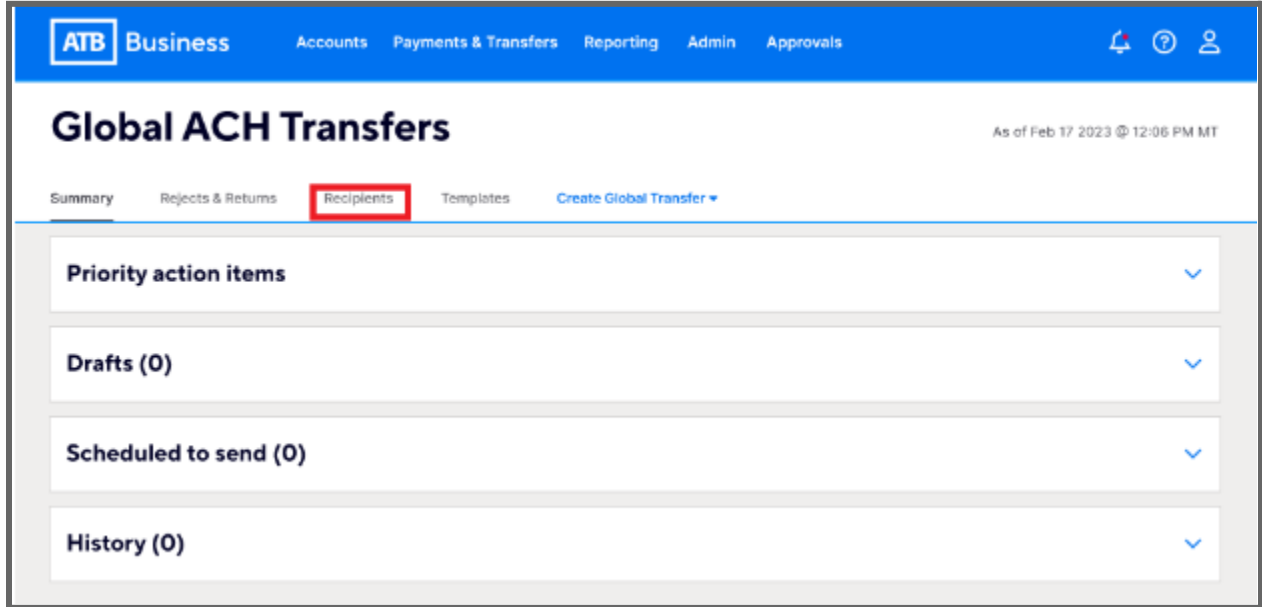 ATB Business Accounts Payments & Transfers Reporting Admin Approvals
Global ACH Transfers
As of Feb 17 2023 @ 12:06 PM MT
Summary Rejects & Returns Recipients Templates Create Global Transfer
Priority action items
Drafts (0)
Scheduled to send (0)
History (0)